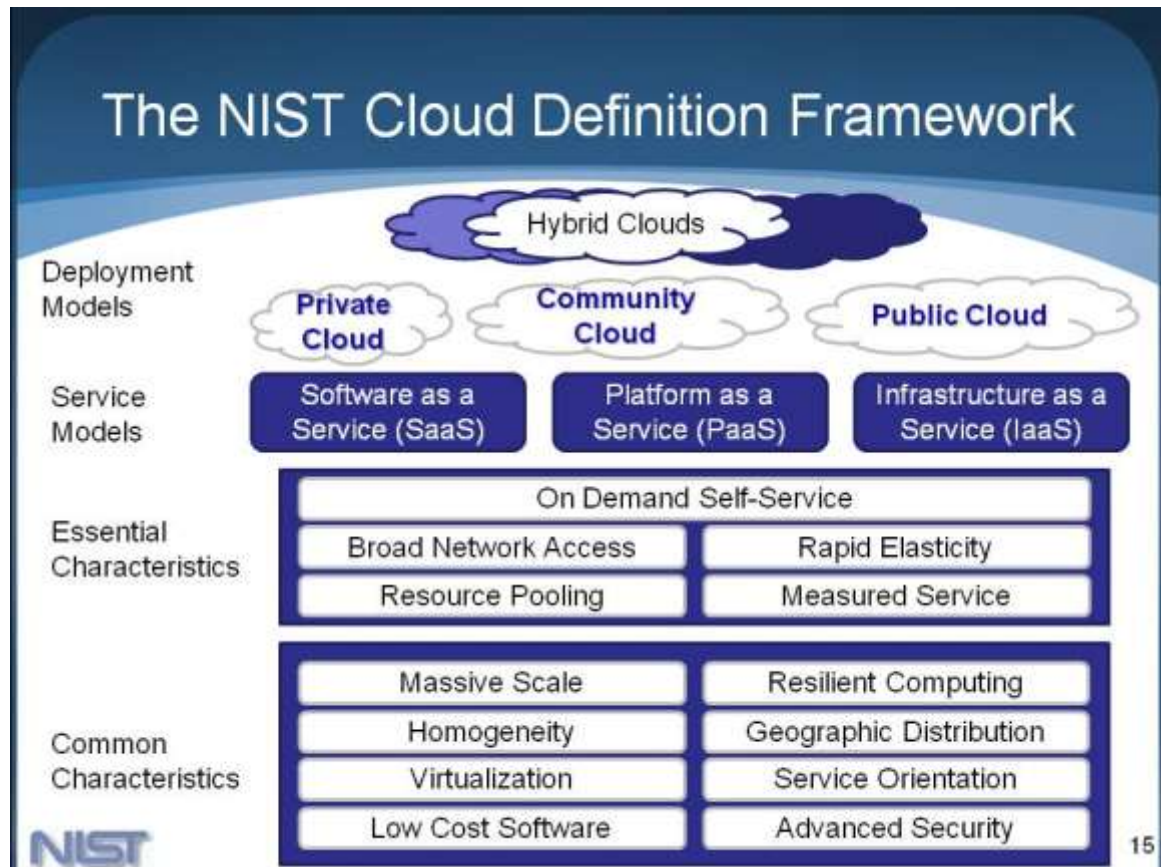 The NIST Cloud Definition Framework
Hybrid Clouds
Deployment
Models
Private
Cloud
Community
Cloud
Public Cloud
Service
Models
Software as a
Service (SaaS)
Platform as a
Service (PaaS)
Infrastructure as a
Service (IaaS)
Essential
Characteristics
On Demand Self-Service
Broad Network Access
Rapid Elasticity
Resource Pooling
Measured Service
Common
Characteristics
Massive Scale
Resilient Computing
Homogeneity
Geographic Distribution
Virtualization
Service Orientation
Low Cost Software
Advanced Security
NIST
15